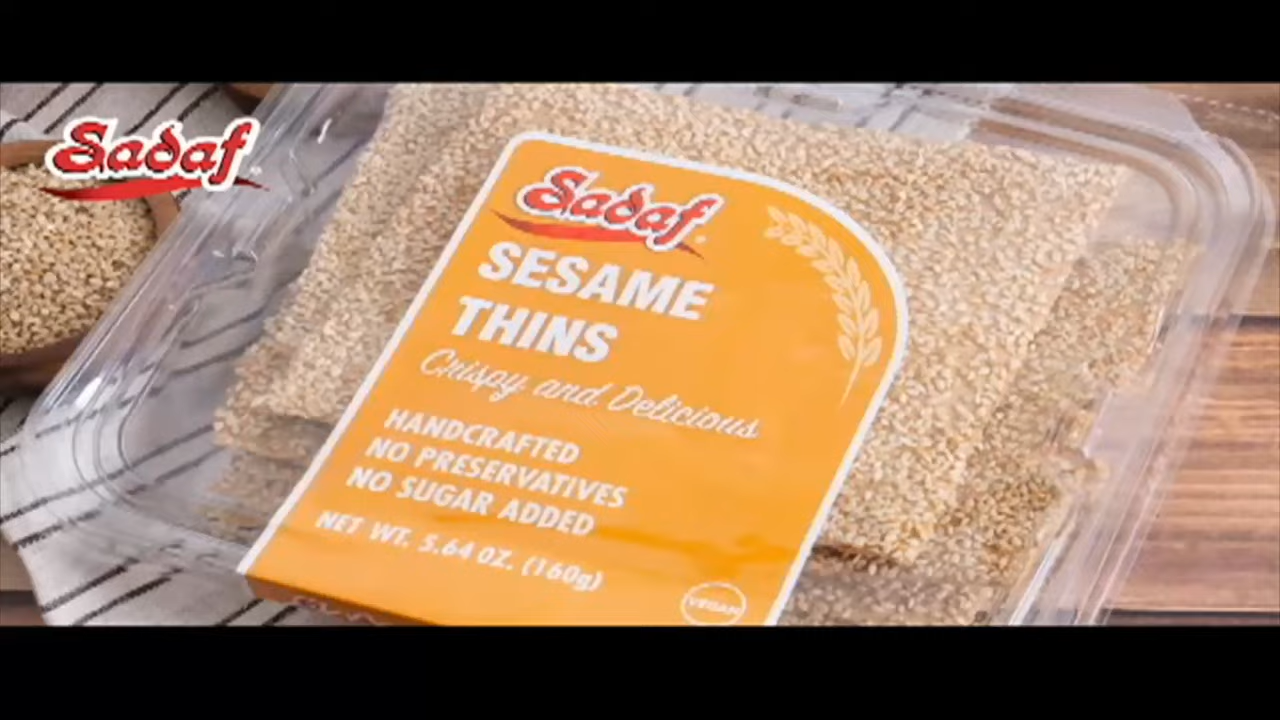 Sadaf
Sadaf
SESAME
THINS
Crispy and Delicious
HANDCRAFTED
NO PRESERVATIVES
NO SUGAR ADDED
NET WT. 5.64 OZ. (160g)
VEGAN